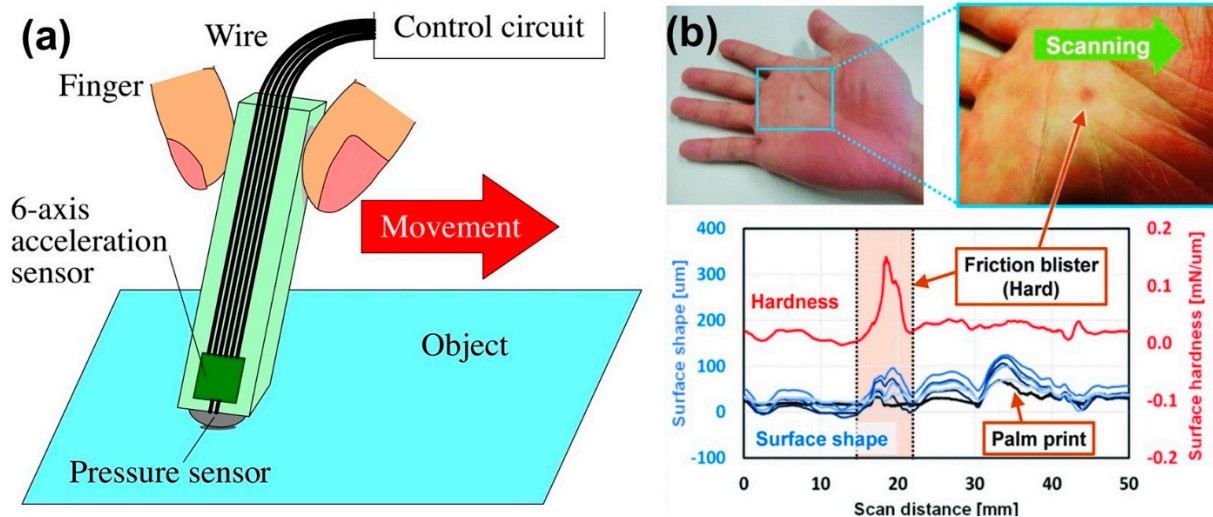 (a)
Wire
Control circuit
Finger
6-axis
acceleration
sensor
Movement
Object
Pressure sensor
(b)
Scanning
400
300
200
100
0
-100
Surface shape [um]
0.2
0.1
0.0
-0.1
-0.2
Surface hardness [mN/um]
Hardness
Friction blister
(Hard)
Surface shape
Palm print
0
10
20
30
40
50
Scan distance [mm]